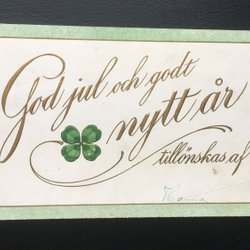 God jul och godt
nytt år
tillönskas, af